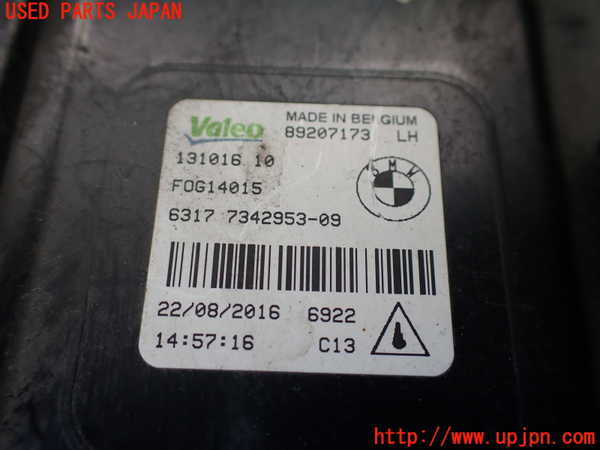 USED PARTS JAPAN
Valeo
MADE IN BELGIUM
89207173 LH
131016 10
FOG14015
BMW
6317 7342953-09
22/08/2016 6922
14:57:16 C13
http://www.upjpn.com/